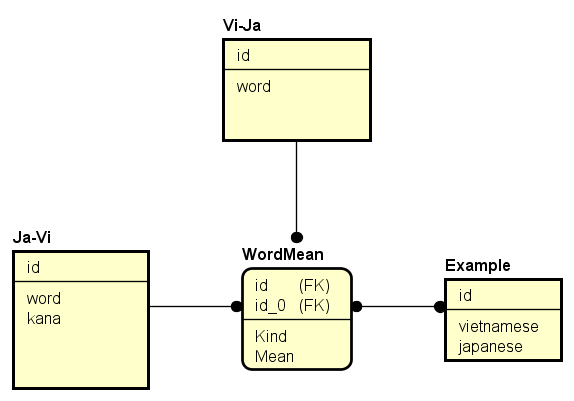 Vi-Ja
id
word
Ja-Vi
id
word
kana
WordMean
id (FK)
id_0 (FK)
Kind
Mean
Example
id
vietnamese
japanese